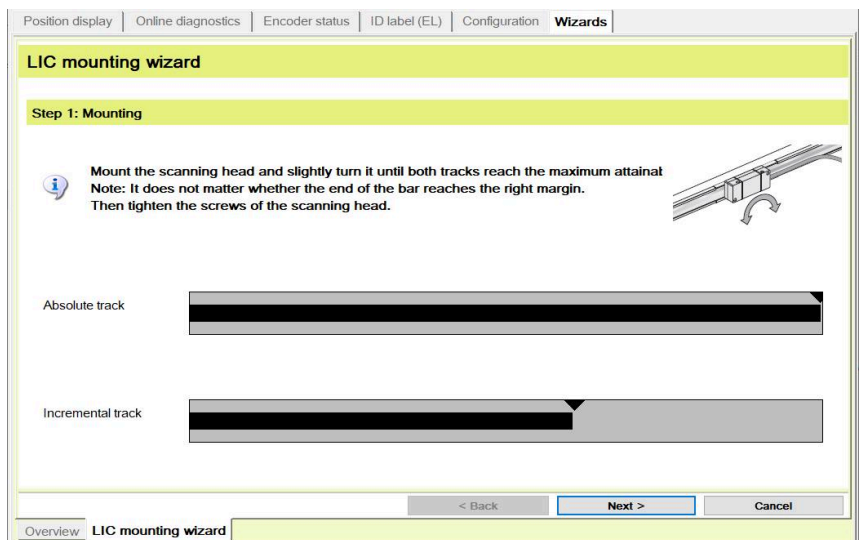 Position display Online diagnostics Encoder status ID label (EL) Configuration Wizards
LIC mounting wizard
Step 1: Mounting
Mount the scanning head and slightly turn it until both tracks reach the maximum attainab
Note: It does not matter whether the end of the bar reaches the right margin.
Then tighten the screws of the scanning head.
Absolute track
Incremental track
< Back Next > Cancel
Overview LIC mounting wizard